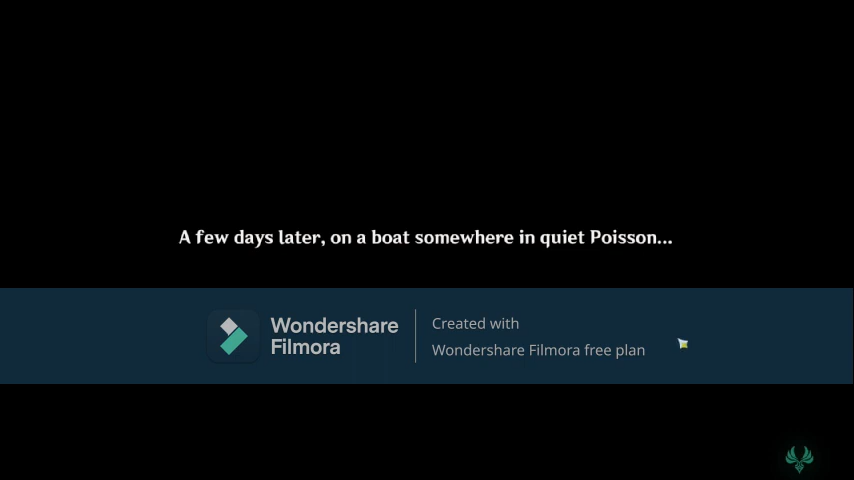 A few days later, on a boat somewhere in quiet Poisson...
Wondershare
Filmora
Created with
Wondershare Filmora free plan